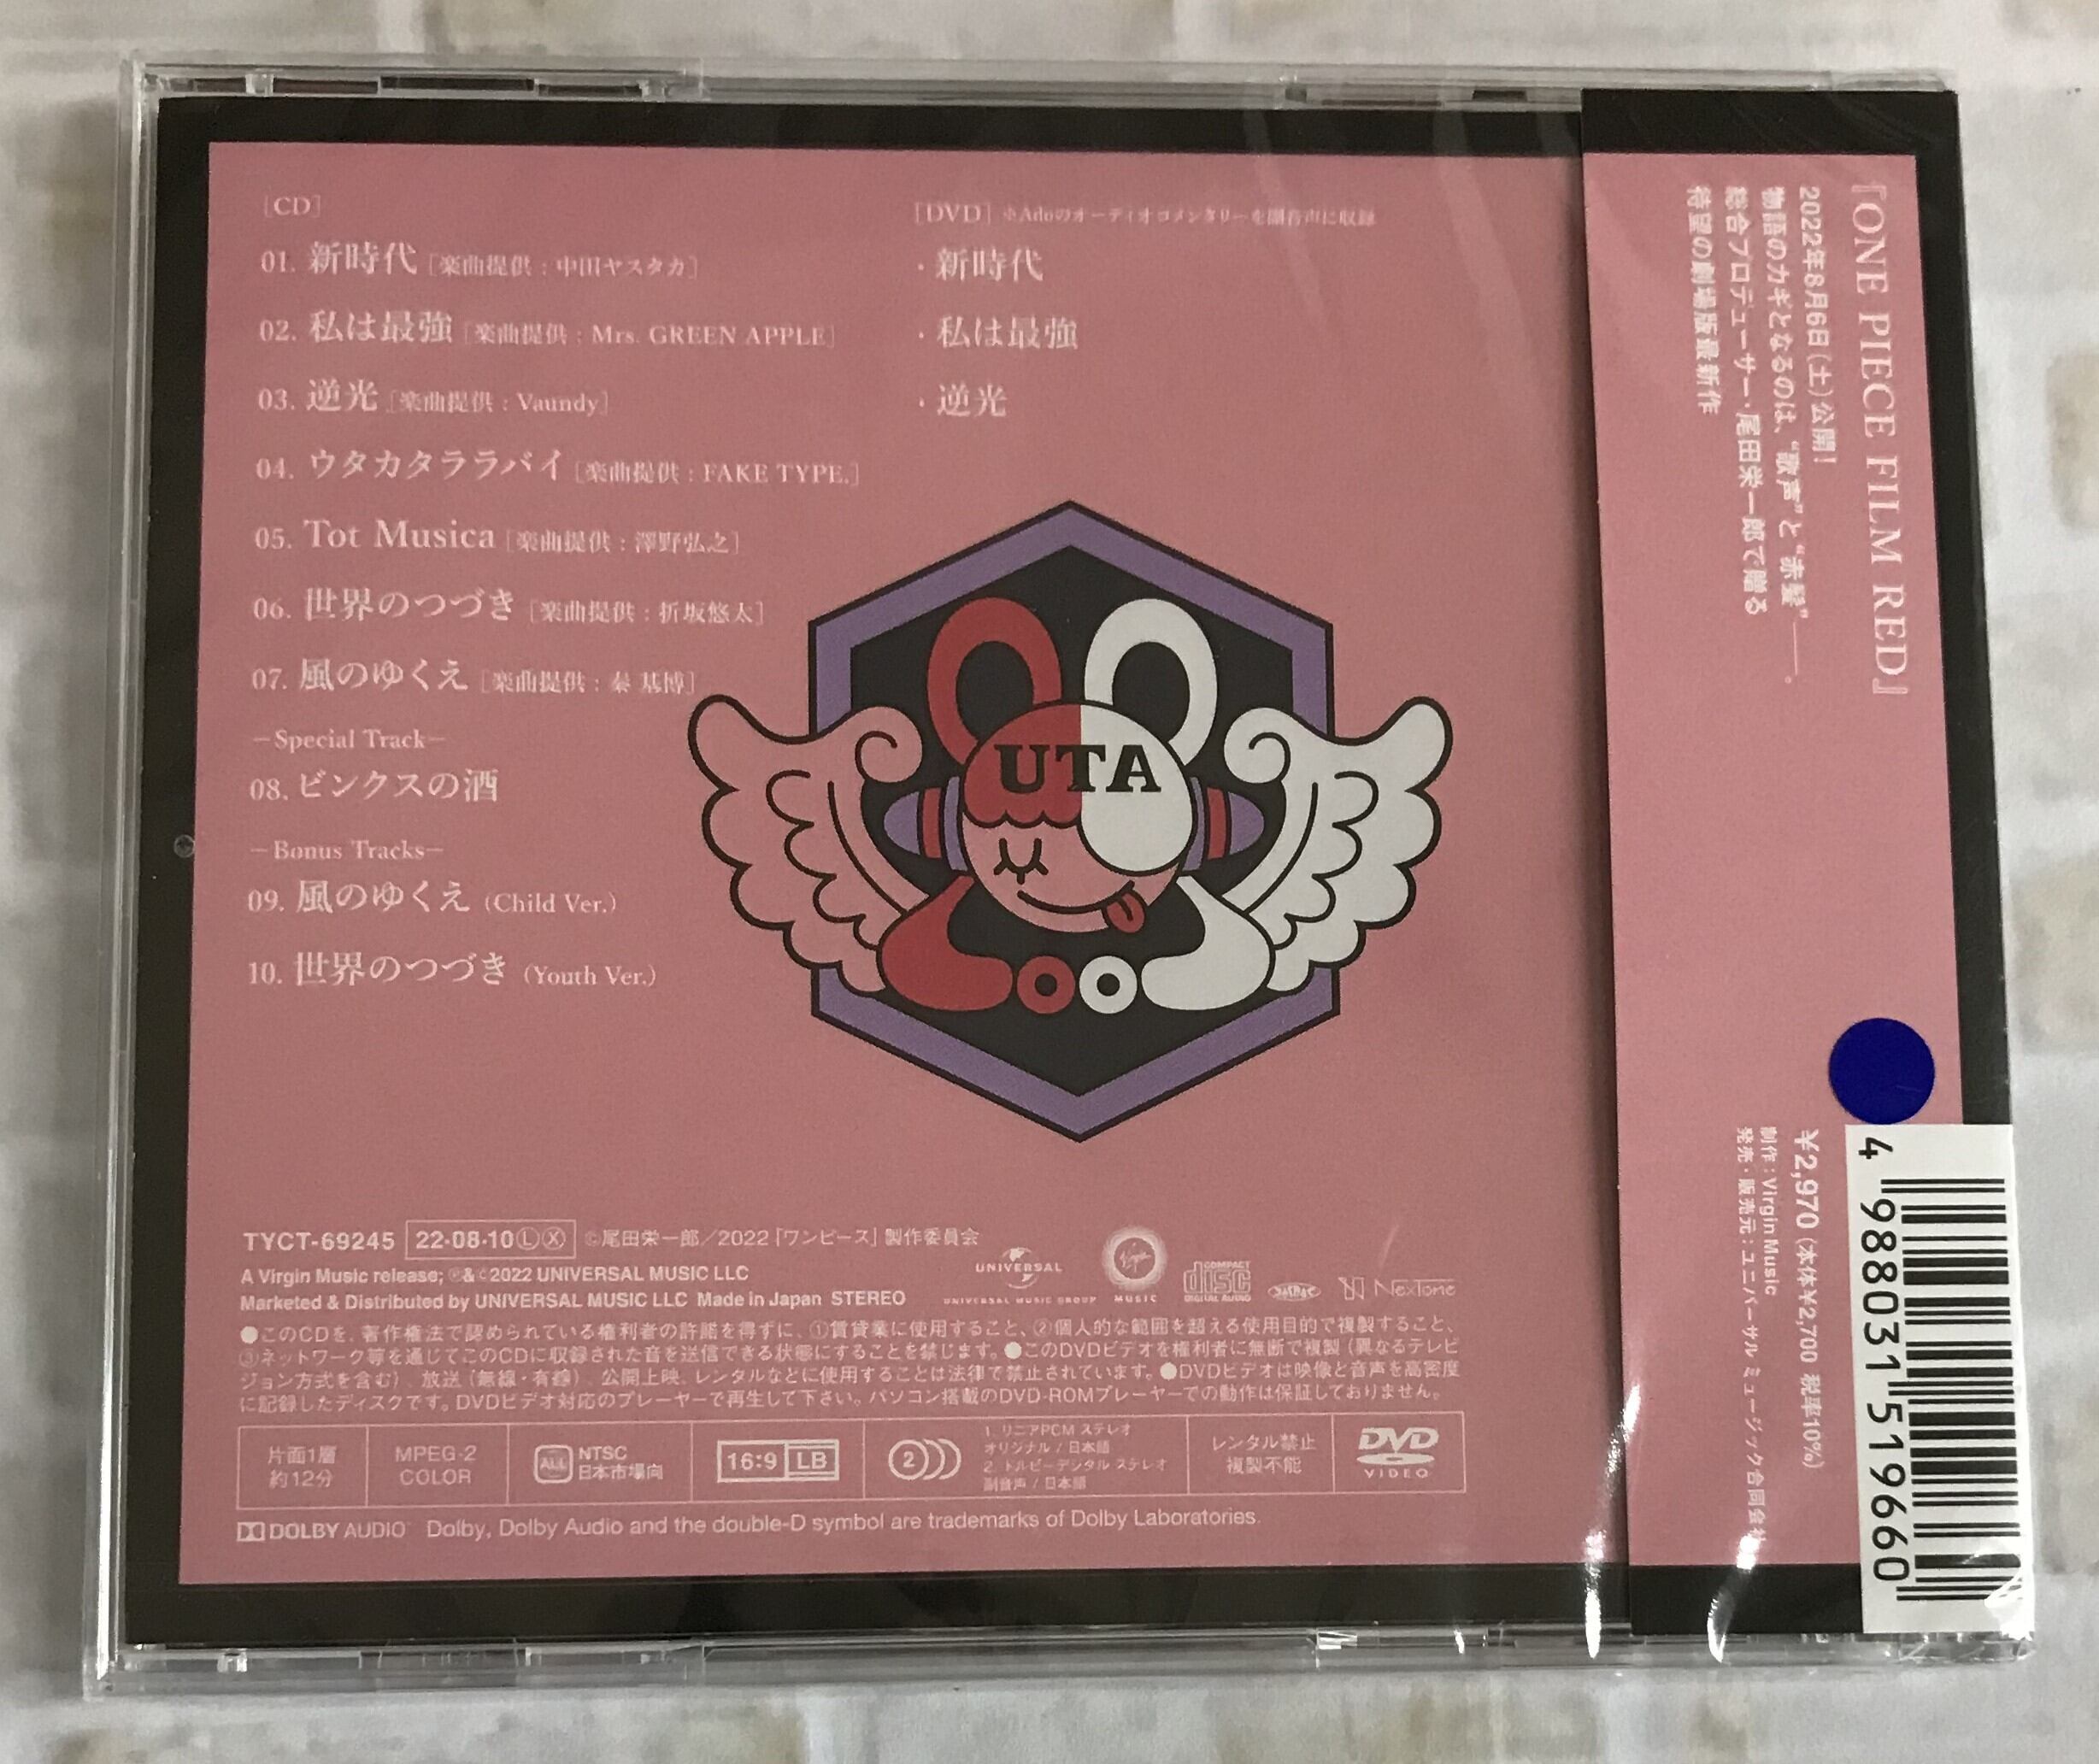 [CD]
01. 新時代 [楽曲提供：中田ヤスタカ]
02. 私は最強 [楽曲提供：Mrs. GREEN APPLE]
03. 逆光 [楽曲提供：Vaundy]
04. ウタカタララバイ [楽曲提供：FAKE TYPE.]
05. Tot Musica [楽曲提供：澤野弘之]
06. 世界のつづき [楽曲提供：折坂悠太]
07. 風のゆくえ [楽曲提供：秦 基博]
−Special Track−
08. ビンクスの酒
−Bonus Tracks−
09. 風のゆくえ (Child Ver.)
10. 世界のつづき (Youth Ver.)
[DVD] ※Adoのオーディオコメンタリーを副音声に収録
・新時代
・私は最強
・逆光
UTA
TYCT-69245 22·08·10ⓁⓍ ©尾田栄一郎／2022「ワンピース」製作委員会
A Virgin Music release; ℗&©2022 UNIVERSAL MUSIC LLC
Marketed & Distributed by UNIVERSAL MUSIC LLC Made in Japan STEREO
UNIVERSAL
UNIVERSAL MUSIC GROUP
Virgin
MUSIC
COMPACT
disc
DIGITAL AUDIO
JASRAC
NexTone
●このCDを、著作権法で認められている権利者の許諾を得ずに、①賃貸業に使用すること、②個人的な範囲を超える使用目的で複製すること、
③ネットワーク等を通じてこのCDに収録された音を送信できる状態にすることを禁じます。●このDVDビデオを権利者に無断で複製（異なるテレビ
ジョン方式を含む）、放送（無線・有線）、公開上映、レンタルなどに使用することは法律で禁止されています。●DVDビデオは映像と音声を高密度
に記録したディスクです。DVDビデオ対応のプレーヤーで再生して下さい。パソコン搭載のDVD-ROMプレーヤーでの動作は保証しておりません。
片面1層
約12分
MPEG-2
COLOR
ALL
NTSC
日本市場向
16:9 LB
2
1. リニアPCM ステレオ
オリジナル / 日本語
2. ドルビーデジタル ステレオ
副音声 / 日本語
レンタル禁止
複製不能
DVD
VIDEO
DOLBY AUDIO Dolby, Dolby Audio and the double-D symbol are trademarks of Dolby Laboratories.
『ONE PIECE FILM RED』
2022年8月6日（土）公開！
物語のカギとなるのは、“歌声”と“赤髪”――。
総合プロデューサー・尾田栄一郎で贈る
待望の劇場版最新作
¥2,970（本体¥2,700 税率10%）
制作：Virgin Music
発売・販売元：ユニバーサル ミュージック合同会社
4 988031 519660